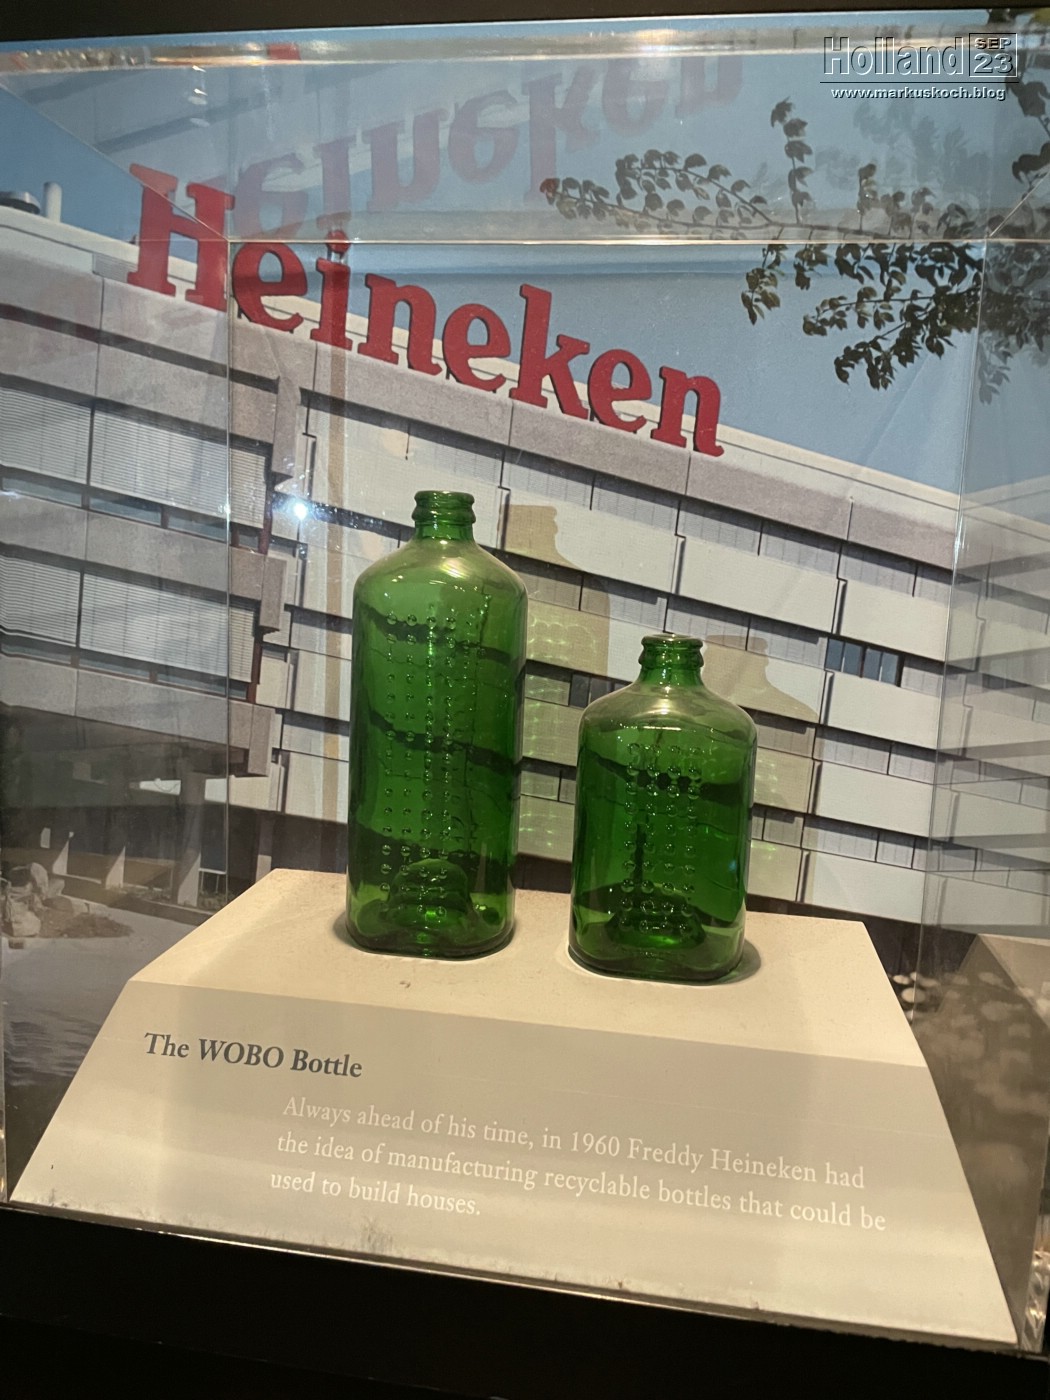 Holland SEP 23
www.markuskoch.blog
Heineken
The WOBO Bottle
Always ahead of his time, in 1960 Freddy Heineken had
the idea of manufacturing recyclable bottles that could be
used to build houses.